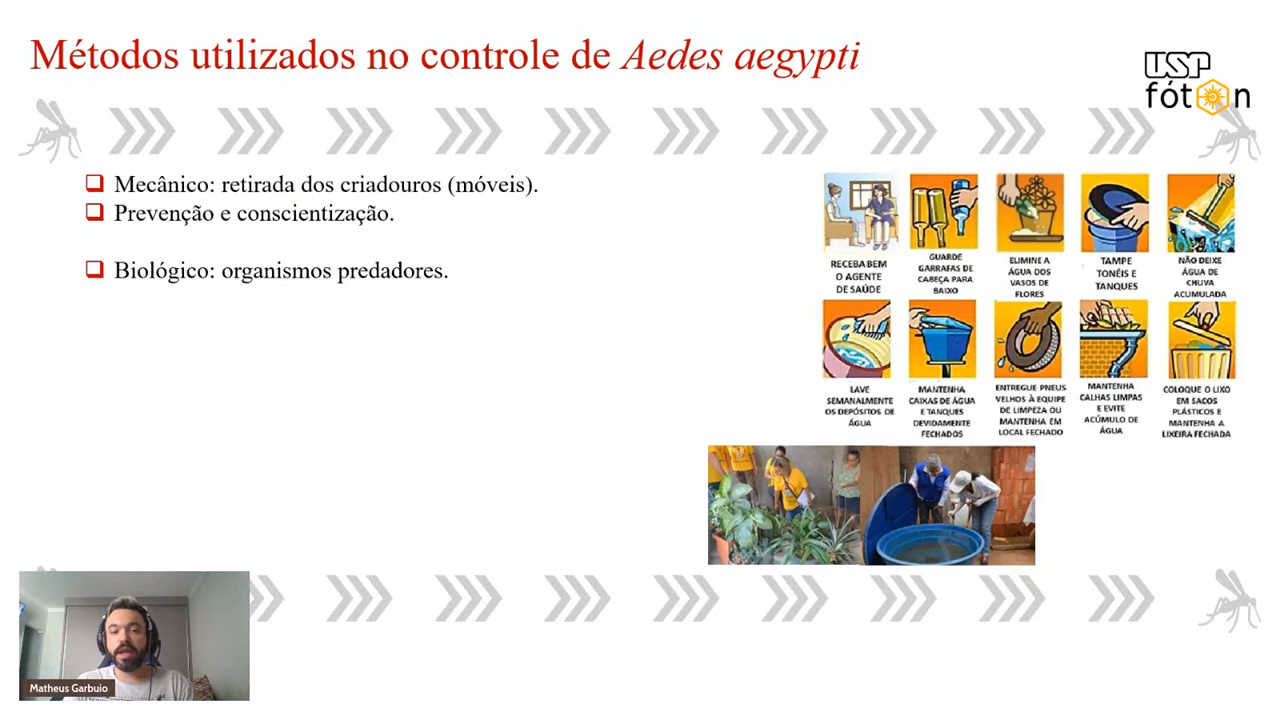 Métodos utilizados no controle de Aedes aegypti
USP
fóton
Mecânico: retirada dos criadouros (móveis).
Prevenção e conscientização.
Biológico: organismos predadores.
RECEBA BEM
O AGENTE
DE SAÚDE
GUARDE
GARRAFAS DE
CABEÇA PARA
BAIXO
ELIMINE A
ÁGUA DOS
VASOS DE
FLORES
TAMPE
TONÉIS E
TANQUES
NÃO DEIXE
ÁGUA DE
CHUVA
ACUMULADA
LAVE
SEMANALMENTE
OS DEPÓSITOS DE
ÁGUA
MANTENHA
CAIXAS DE ÁGUA
E TANQUES
DEVIDAMENTE
FECHADOS
ENTREGUE PNEUS
VELHOS À EQUIPE
DE LIMPEZA OU
MANTENHA EM
LOCAL FECHADO
MANTENHA
CALHAS LIMPAS
E EVITE
ACÚMULO DE
ÁGUA
COLOQUE O LIXO
EM SACOS
PLÁSTICOS E
MANTENHA A
LIXEIRA FECHADA
Matheus Garbuio